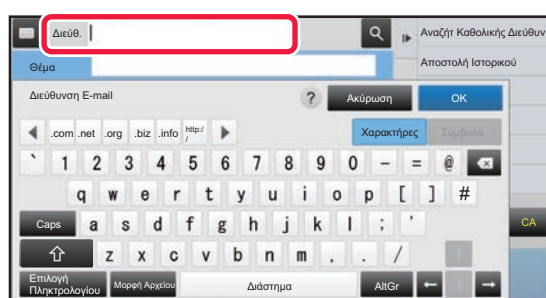 Διεύθ.
Αναζήτ Καθολικής Διεύθυν
Θέμα
Αποστολή Ιστορικού
Διεύθυνση E-mail
?
Ακύρωση
OK
.com .net .org .biz .info http:/
/
Χαρακτήρες
Σύμβολα
` 1 2 3 4 5 6 7 8 9 0 - = @
q w e r t y u i o p [ ] #
Caps a s d f g h j k l ; '
CA
z x c v b n m . . /
Επιλογή
Πληκτρολογίου
Μορφή Αρχείου
Διάστημα
AltGr